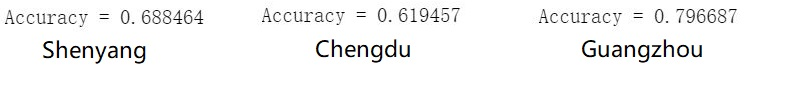 Accuracy = 0.688464 Accuracy = 0.619457 Accuracy = 0.796687
Shenyang Chengdu Guangzhou